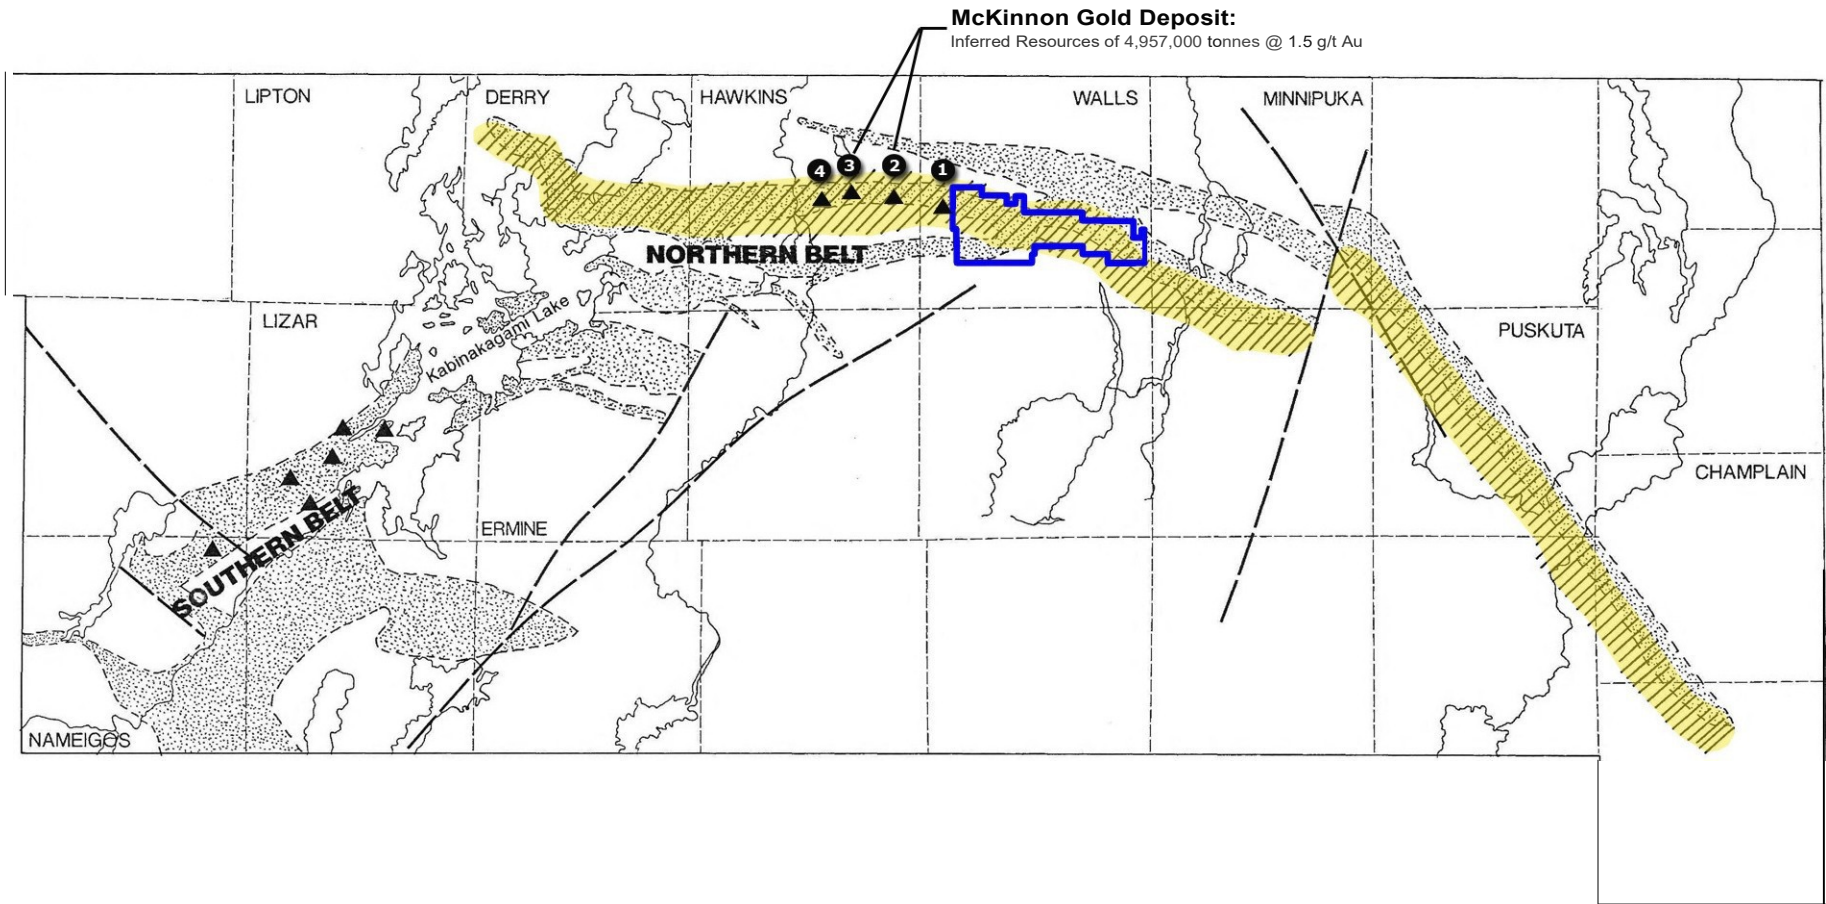 McKinnon Gold Deposit:
Inferred Resources of 4,957,000 tonnes @ 1.5 g/t Au
LIPTON
DERRY
HAWKINS
WALLS
MINNIPUKA
4
3
2
1
NORTHERN BELT
LIZAR
Kabinakagami Lake
PUSKUTA
CHAMPLAIN
ERMINE
SOUTHERN BELT
NAMEIGOS